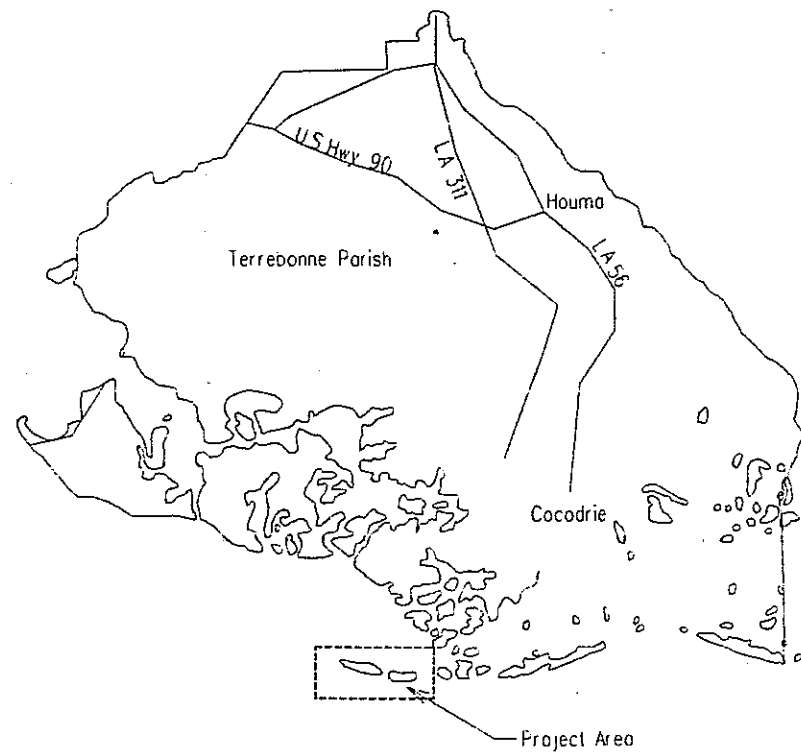 US Hwy 90
LA 311
Houma
LA 56
Terrebonne Parish
Cocodrie
Project Area